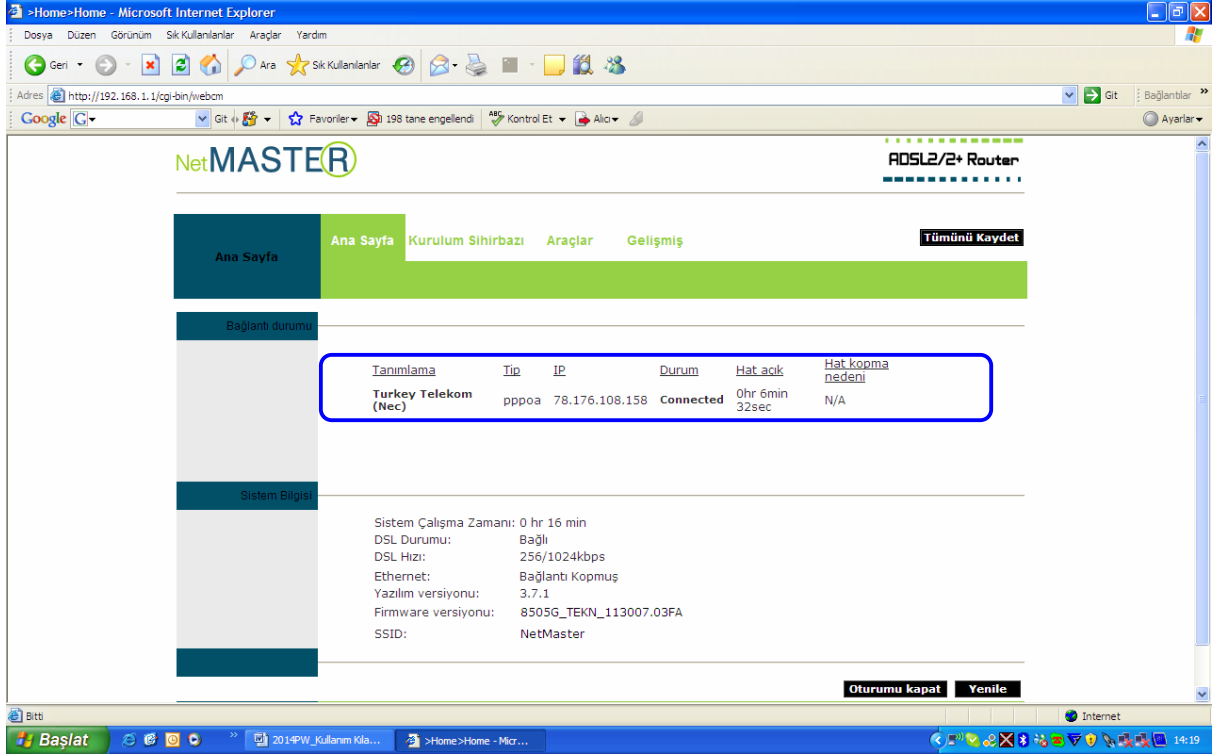 >Home>Home - Microsoft Internet Explorer
Dosya Düzen Görünüm Sık Kullanılanlar Araçlar Yardım
Geri Ara Sık Kullanılanlar
Adres http://192.168.1.1/cgi-bin/webcm Git Bağlantılar »
Google G Git Favoriler 198 tane engellendi ABC Kontrol Et Alıcı Ayarlar
NetMASTER
ADSL2/2+ Router
Ana Sayfa
Ana Sayfa Kurulum Sihirbazı Araçlar Gelişmiş
Tümünü Kaydet
Bağlantı durumu
Tanımlama Tip IP Durum Hat açık Hat kopma
nedeni
Turkey Telekom
(Nec)
pppoa 78.176.108.158 Connected
0hr 6min
32sec
N/A
Sistem Bilgisi
Sistem Çalışma Zamanı: 0 hr 16 min
DSL Durumu: Bağlı
DSL Hızı: 256/1024kbps
Ethernet: Bağlantı Kopmuş
Yazılım versiyonu: 3.7.1
Firmware versiyonu: 8505G_TEKN_113007.03FA
SSID: NetMaster
Oturumu kapat Yenile
Bitti Internet
Başlat » 2014PW_Kullanım Kıla... >Home>Home - Micr... 14:19